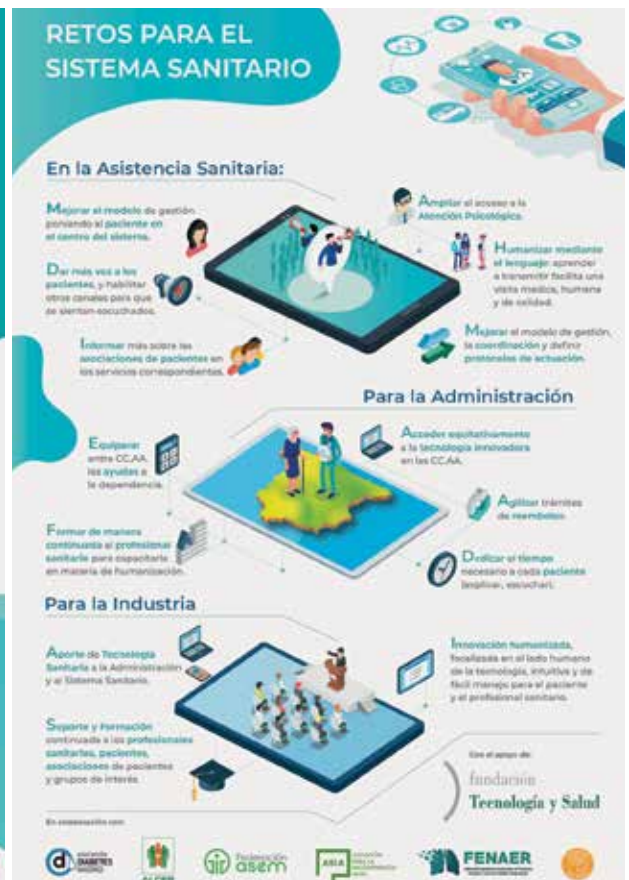 RETOS PARA EL
SISTEMA SANITARIO
En la Asistencia Sanitaria:
Mejorar el modelo de gestión
poniendo al paciente en
el centro del sistema.
Dar más voz a los
pacientes, y habilitar
otros canales para que
se sientan escuchados.
Informar más sobre las
asociaciones de pacientes en
los servicios correspondientes.
Ampliar el acceso a la
Atención Psicológica.
Humanizar mediante
el lenguaje: aprender
a transmitir facilita una
visita médica, humana
y de calidad.
Mejorar el modelo de gestión,
la coordinación y definir
protocolos de actuación.
Para la Administración
Equiparar
entre CC.AA.
las ayudas a
la dependencia.
Formar de manera
continuada al profesional
sanitario para capacitarle
en materia de humanización.
Acceder equitativamente
a la tecnología innovadora
en las CC.AA.
Agilizar trámites
de reembolso.
Dedicar el tiempo
necesario a cada paciente
(explicar, escuchar).
Para la Industria
Aporte de Tecnología
Sanitaria a la Administración
y al Sistema Sanitario.
Soporte y Formación
continuada a los profesionales
sanitarios, pacientes,
asociaciones de pacientes
y grupos de interés.
Innovación humanizada,
focalizada en el lado humano
de la tecnología, intuitiva y de
fácil manejo para el paciente
y el profesional sanitario.
Con el apoyo de:
fundación
Tecnología y Salud
En colaboración con:
DIABETES
ALCER
Federación
asem
ASIA
FENAER